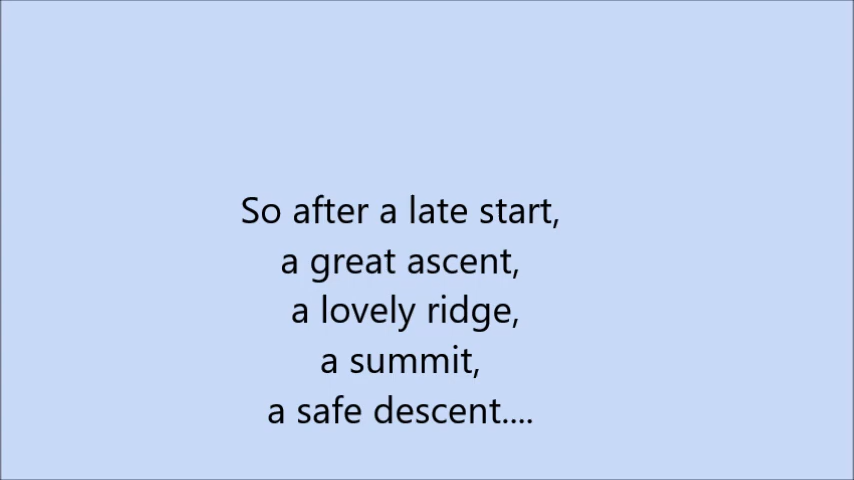 So after a late start,
a great ascent,
a lovely ridge,
a summit,
a safe descent....